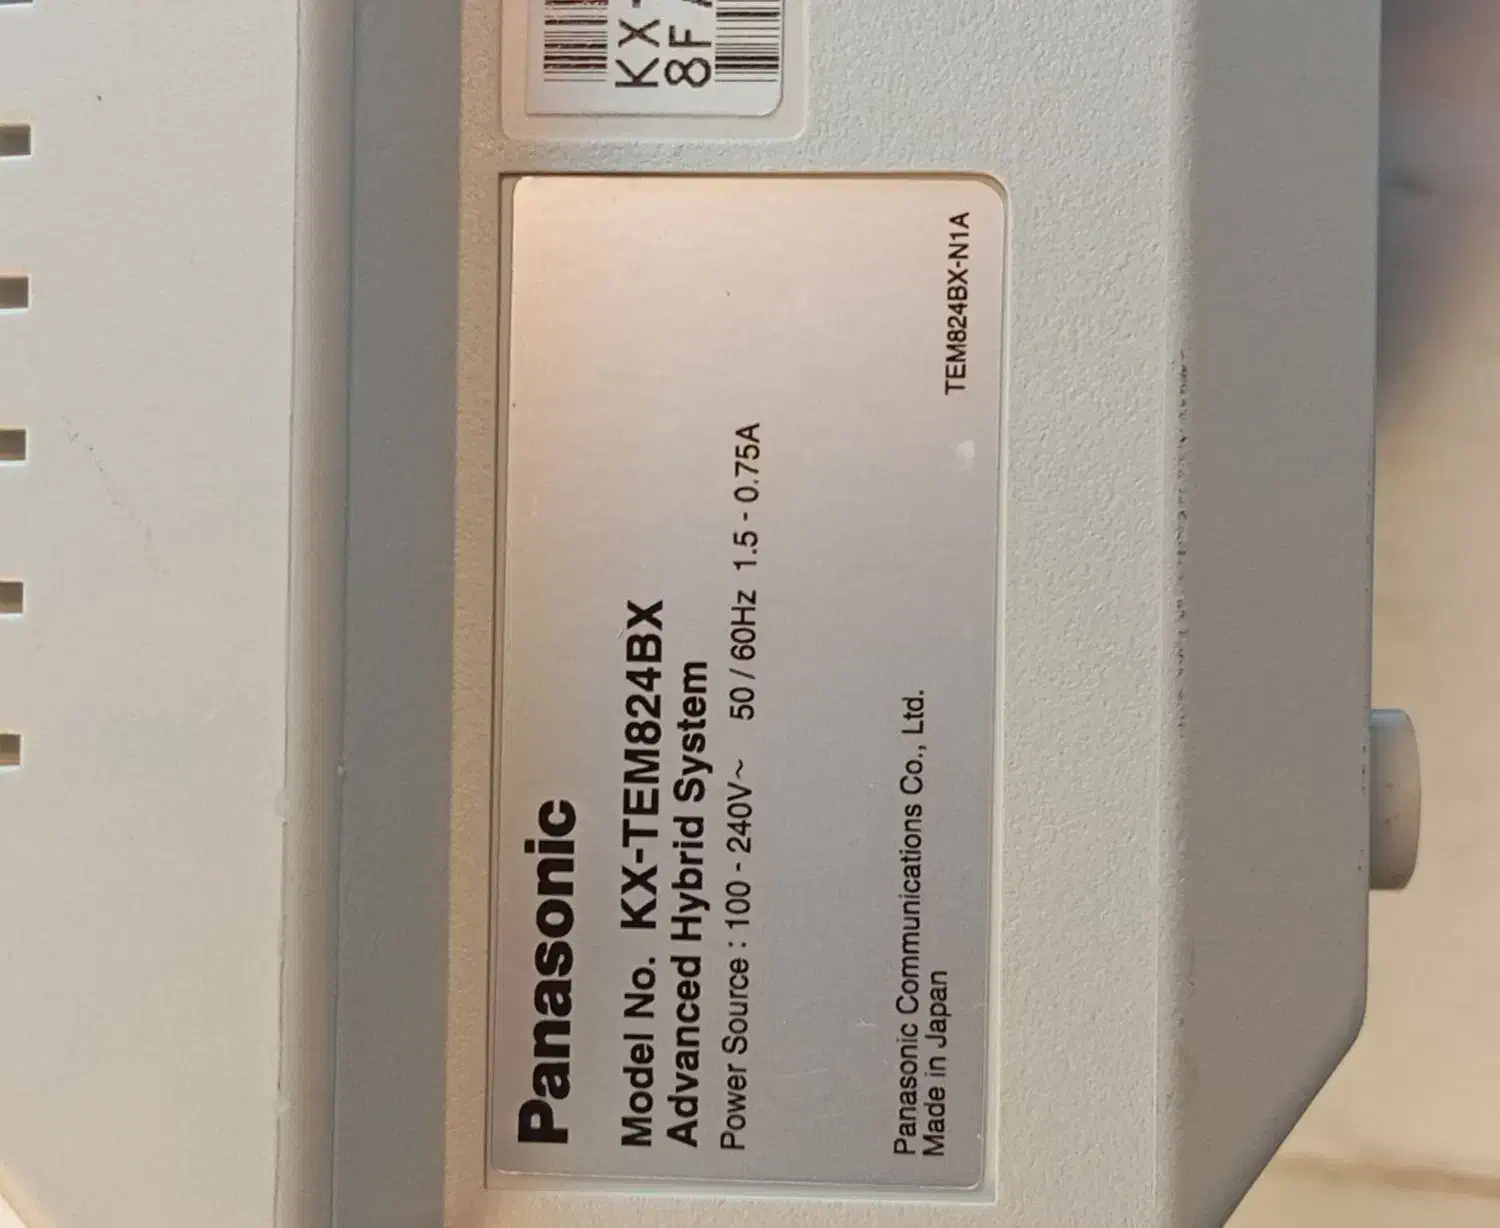 KX-
8FA
Panasonic
Model No. KX-TEM824BX
Advanced Hybrid System
Power Source : 100 - 240V~ 50 / 60Hz 1.5 - 0.75A
Panasonic Communications Co., Ltd.
Made in Japan
TEM824BX-N1A